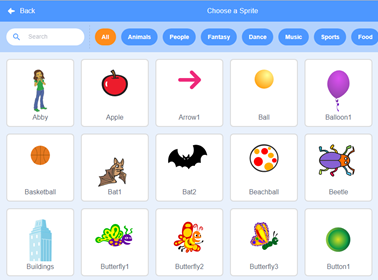 Back
Choose a Sprite
Search
All Animals People Fantasy Dance Music Sports Food
Abby Apple Arrow1 Ball Balloon1
Basketball Bat1 Bat2 Beachball Beetle
Buildings Butterfly1 Butterfly2 Butterfly3 Button1